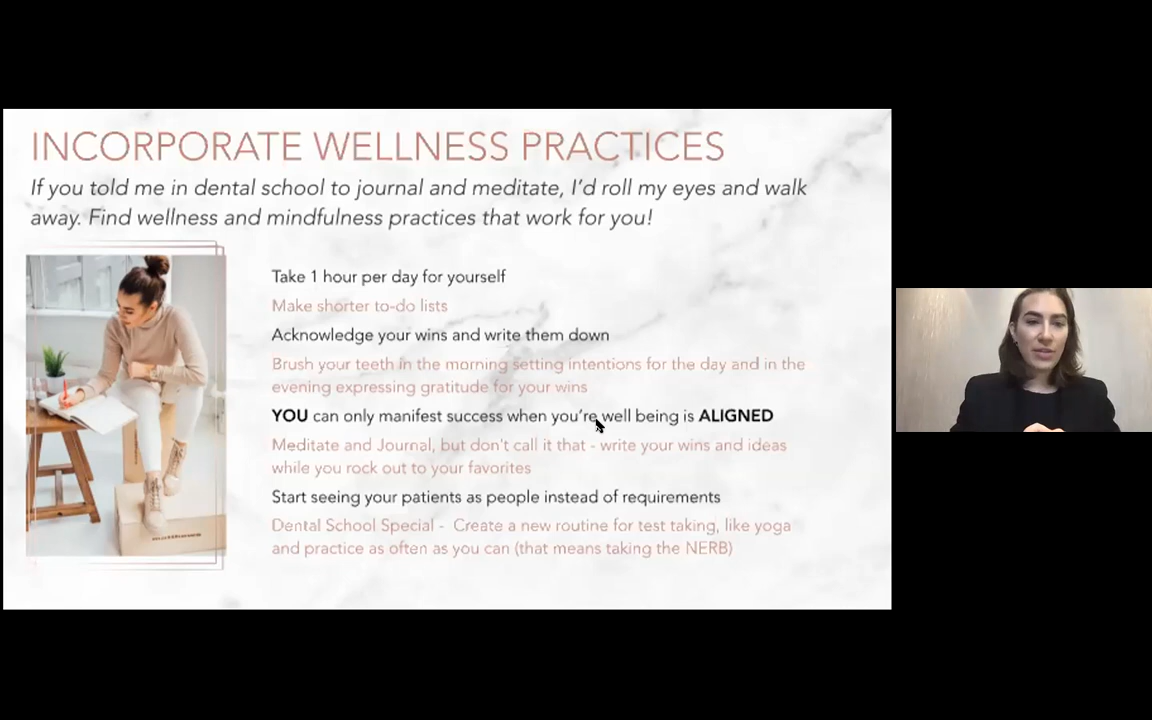 INCORPORATE WELLNESS PRACTICES
If you told me in dental school to journal and meditate, I'd roll my eyes and walk
away. Find wellness and mindfulness practices that work for you!
Take 1 hour per day for yourself
Make shorter to-do lists
Acknowledge your wins and write them down
Brush your teeth in the morning setting intentions for the day and in the
evening expressing gratitude for your wins
YOU can only manifest success when you're well being is ALIGNED
Meditate and Journal, but don't call it that - write your wins and ideas
while you rock out to your favorites
Start seeing your patients as people instead of requirements
Dental School Special - Create a new routine for test taking, like yoga
and practice as often as you can (that means taking the NERB)